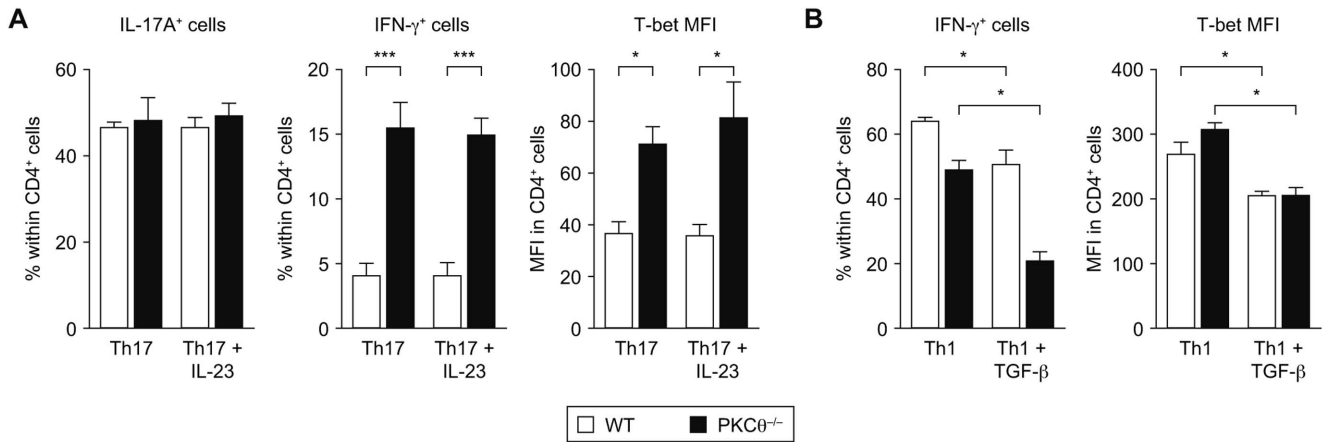 A
IL-17A⁺ cells
% within CD4⁺ cells
60
40
20
0
Th17
Th17 +
IL-23
IFN-γ⁺ cells
*** ***
% within CD4⁺ cells
20
15
10
5
0
Th17
Th17 +
IL-23
T-bet MFI
* *
MFI in CD4⁺ cells
100
80
60
40
20
0
Th17
Th17 +
IL-23
B
IFN-γ⁺ cells
*
*
% within CD4⁺ cells
80
60
40
20
0
Th1
Th1 +
TGF-β
T-bet MFI
*
*
MFI in CD4⁺ cells
400
300
200
100
0
Th1
Th1 +
TGF-β
WT
PKCθ⁻/⁻